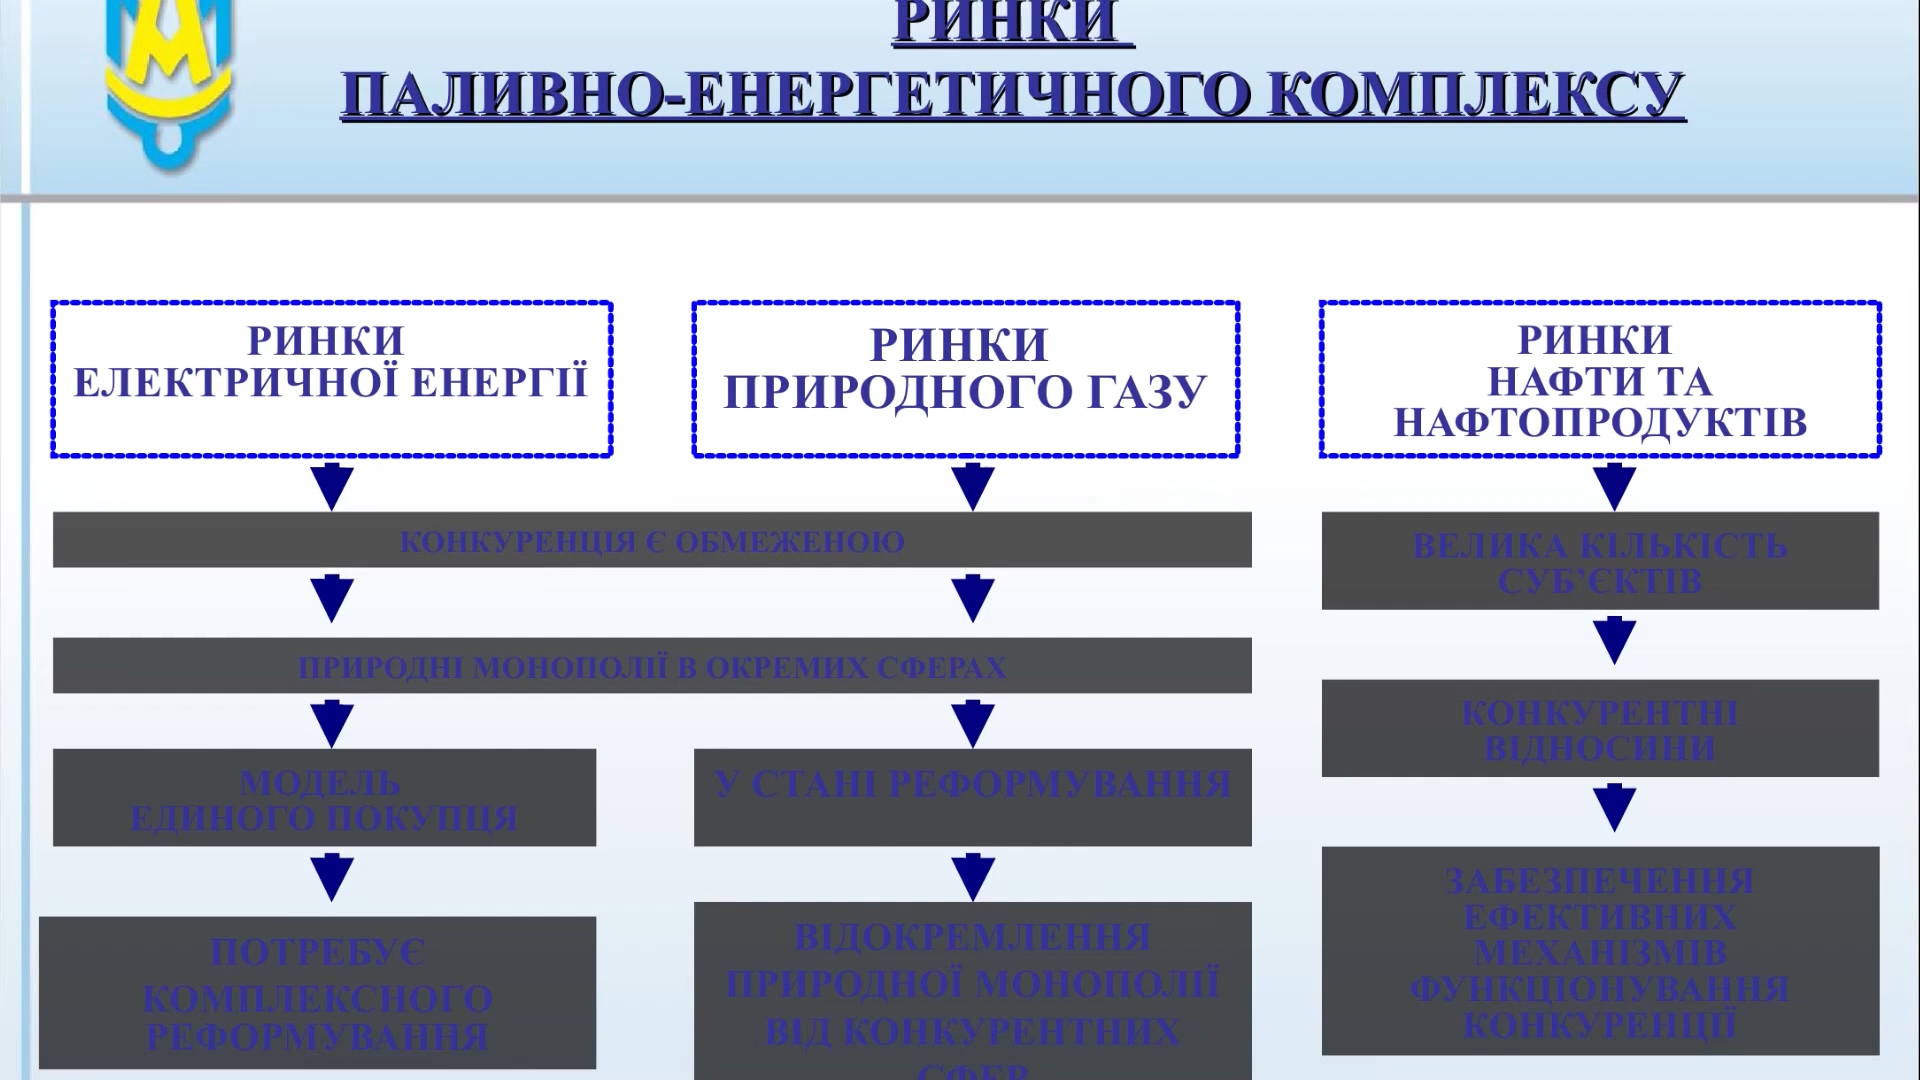 РИНКИ
ПАЛИВНО-ЕНЕРГЕТИЧНОГО КОМПЛЕКСУ
РИНКИ
ЕЛЕКТРИЧНОЇ ЕНЕРГІЇ
РИНКИ
ПРИРОДНОГО ГАЗУ
РИНКИ
НАФТИ ТА
НАФТОПРОДУКТІВ
КОНКУРЕНЦІЯ Є ОБМЕЖЕНОЮ
ПРИРОДНІ МОНОПОЛІЇ В ОКРЕМИХ СФЕРАХ
МОДЕЛЬ
ЕДИНОГО ПОКУПЦЯ
ПОТРЕБУЄ
КОМПЛЕКСНОГО
РЕФОРМУВАННЯ
У СТАНІ РЕФОРМУВАННЯ
ВІДОКРЕМЛЕННЯ
ПРИРОДНОЇ МОНОПОЛІЇ
ВІД КОНКУРЕНТНИХ
СФЕР
ВЕЛИКА КІЛЬКІСТЬ
СУБ’ЄКТІВ
КОНКУРЕНТНІ
ВІДНОСИНИ
ЗАБЕЗПЕЧЕННЯ
ЕФЕКТИВНИХ
МЕХАНІЗМІВ
ФУНКЦІОНУВАННЯ
КОНКУРЕНЦІЇ